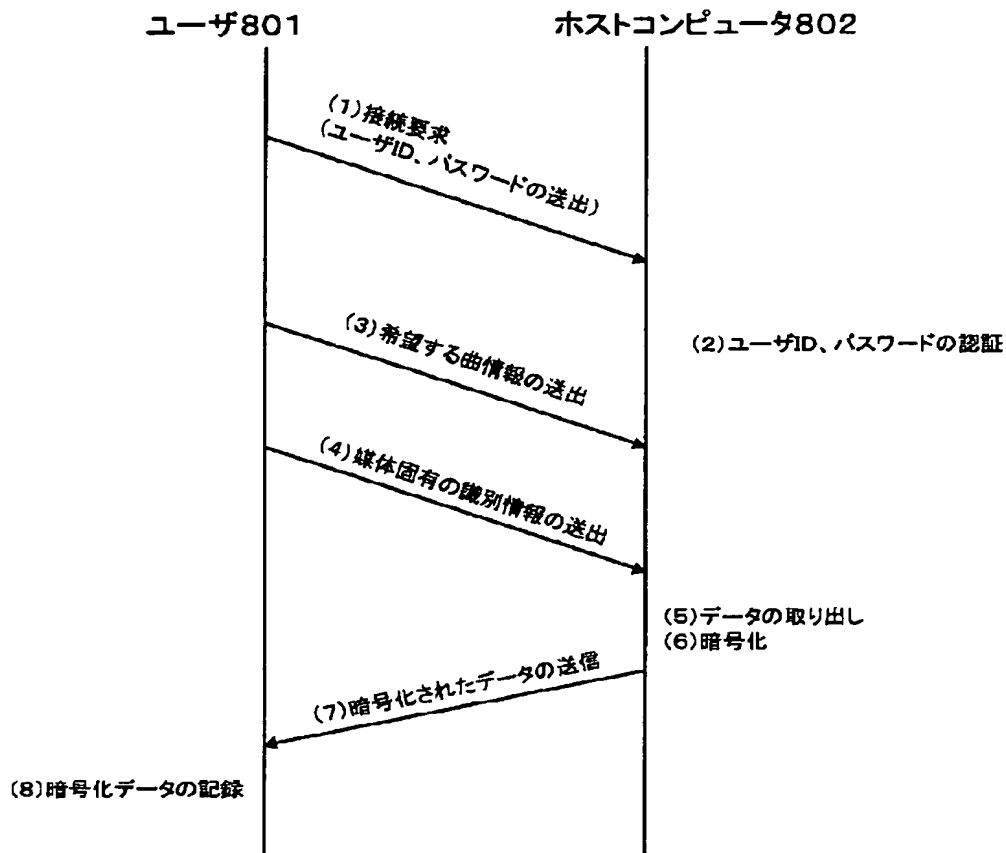 ユーザ801
ホストコンピュータ802
(1)接続要求
(ユーザID、パスワードの送出)
(2)ユーザID、パスワードの認証
(3)希望する曲情報の送出
(4)媒体固有の識別情報の送出
(5)データの取り出し
(6)暗号化
(7)暗号化されたデータの送信
(8)暗号化データの記録